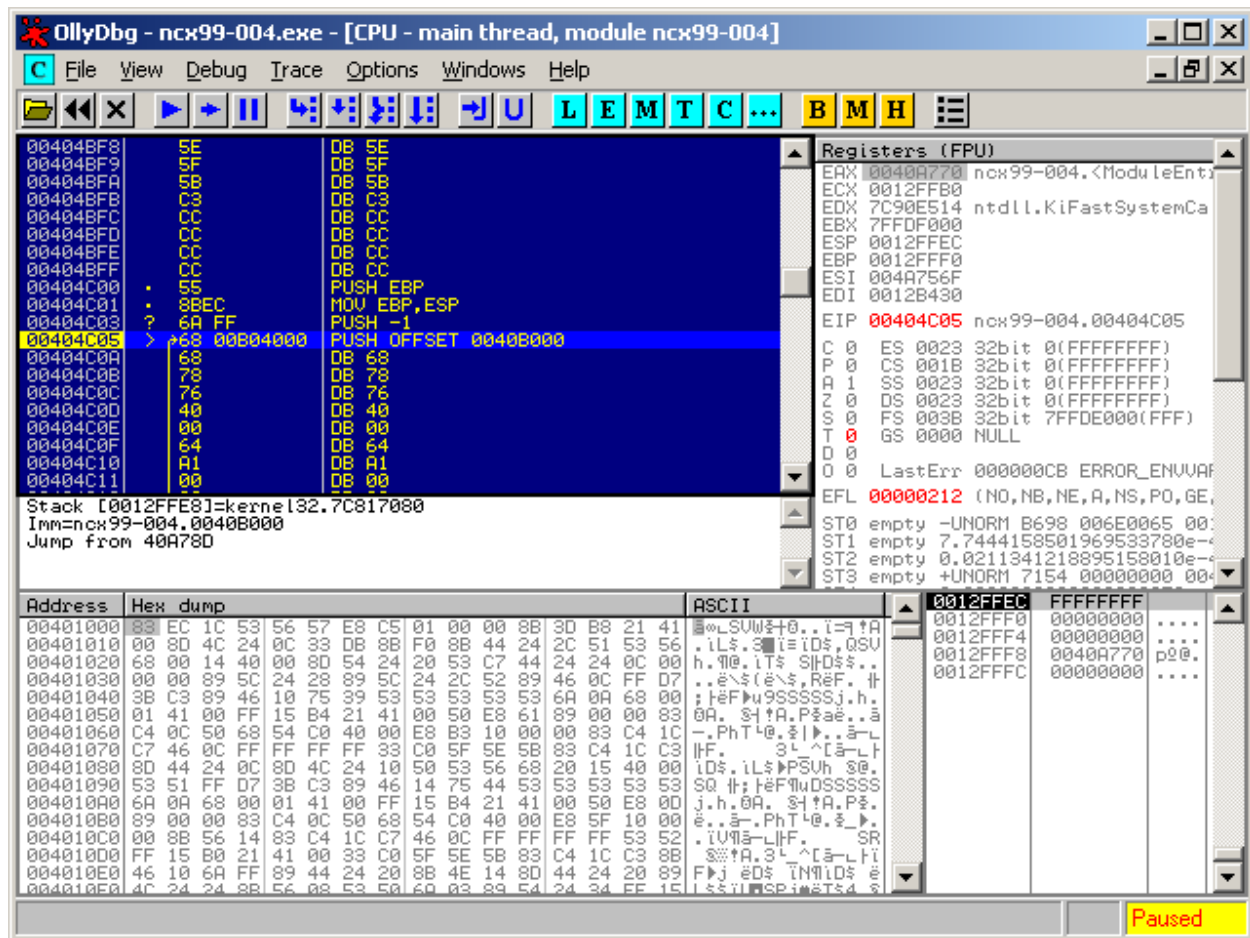 OllyDbg - ncx99-004.exe - [CPU - main thread, module ncx99-004]
C File View Debug Trace Options Windows Help
L E M T C ... B M H
00404BF8 5E DB 5E
00404BF9 5F DB 5F
00404BFA 5B DB 5B
00404BFB C3 DB C3
00404BFC CC DB CC
00404BFD CC DB CC
00404BFE CC DB CC
00404BFF CC DB CC
00404C00 . 55 PUSH EBP
00404C01 . 8BEC MOV EBP,ESP
00404C03 ? 6A FF PUSH -1
00404C05 > 68 00B04000 PUSH OFFSET 0040B000
00404C0A 68 DB 68
00404C0B 78 DB 78
00404C0C 76 DB 76
00404C0D 40 DB 40
00404C0E 00 DB 00
00404C0F 64 DB 64
00404C10 A1 DB A1
00404C11 00 DB 00
Stack [0012FFE8]=kernel32.7C817080
Imm=ncx99-004.0040B000
Jump from 40A78D
Registers (FPU)
EAX 0040A770 ncx99-004.<ModuleEnt
ECX 0012FFB0
EDX 7C90E514 ntdll.KiFastSystemCa
EBX 7FFDF000
ESP 0012FFEC
EBP 0012FFF0
ESI 004A756F
EDI 0012B430
EIP 00404C05 ncx99-004.00404C05
C 0 ES 0023 32bit 0(FFFFFFFF)
P 0 CS 001B 32bit 0(FFFFFFFF)
A 1 SS 0023 32bit 0(FFFFFFFF)
Z 0 DS 0023 32bit 0(FFFFFFFF)
S 0 FS 003B 32bit 7FFDE000(FFF)
T 0 GS 0000 NULL
D 0
O 0 LastErr 000000CB ERROR_ENVVAR
EFL 00000212 (NO,NB,NE,A,NS,PO,GE,
ST0 empty -UNORM B698 006E0065
ST1 empty 7.7444158501969533780e-
ST2 empty 0.0211341218895158010e-
ST3 empty +UNORM 7154 00000000
Address Hex dump ASCII
00401000 83 EC 1C 53 56 57 E8 C5 01 00 00 8B 3D B8 21 41
00401010 00 8D 4C 24 0C 33 DB 8B F0 8B 44 24 2C 51 53 56
00401020 68 00 14 40 00 8D 54 24 20 53 C7 44 24 24 0C 00
00401030 00 00 89 5C 24 28 89 5C 24 2C 52 89 46 0C FF D7
00401040 3B C3 89 46 10 75 39 53 53 53 53 53 6A 0A 68 00
00401050 01 41 00 FF 15 B4 21 41 00 50 E8 61 89 00 00 83
00401060 C4 0C 50 68 54 C0 40 00 E8 B3 10 00 00 83 C4 1C
00401070 C7 46 0C FF FF FF FF 33 C0 5F 5E 5B 83 C4 1C C3
00401080 8D 44 24 0C 8D 4C 24 10 50 53 56 68 20 15 40 00
00401090 53 51 FF D7 3B C3 89 46 14 75 44 53 53 53 53 53
004010A0 6A 0A 68 00 01 41 00 FF 15 B4 21 41 00 50 E8 0D
004010B0 89 00 00 83 C4 0C 50 68 54 C0 40 00 E8 5F 10 00
004010C0 00 8B 56 14 83 C4 1C C7 46 0C FF FF FF FF 53 52
004010D0 FF 15 B0 21 41 00 33 C0 5F 5E 5B 83 C4 1C C3 8B
004010E0 46 10 6A FF 89 44 24 20 8B 4E 14 8D 44 24 20 89
0012FFEC FFFFFFFF
0012FFF0 00000000 ....
0012FFF4 00000000 ....
0012FFF8 0040A770 pº@.
0012FFFC 00000000 ....
Paused